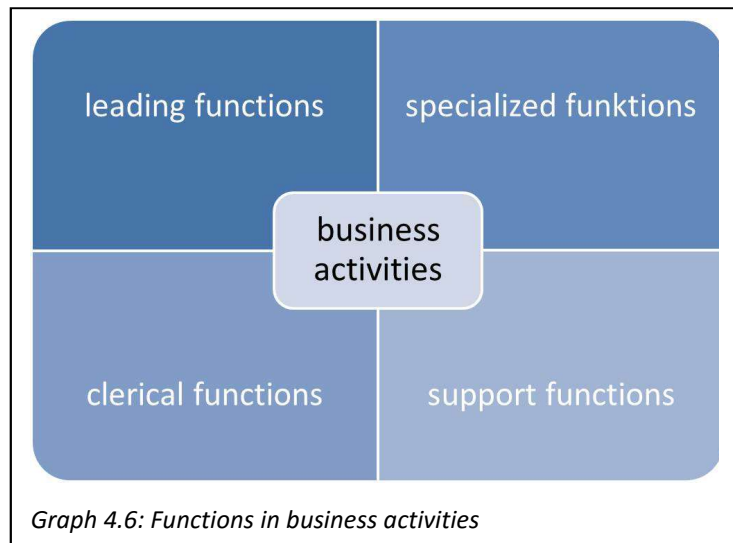 leading functions
specialized funktions
business
activities
clerical functions
support functions
Graph 4.6: Functions in business activities